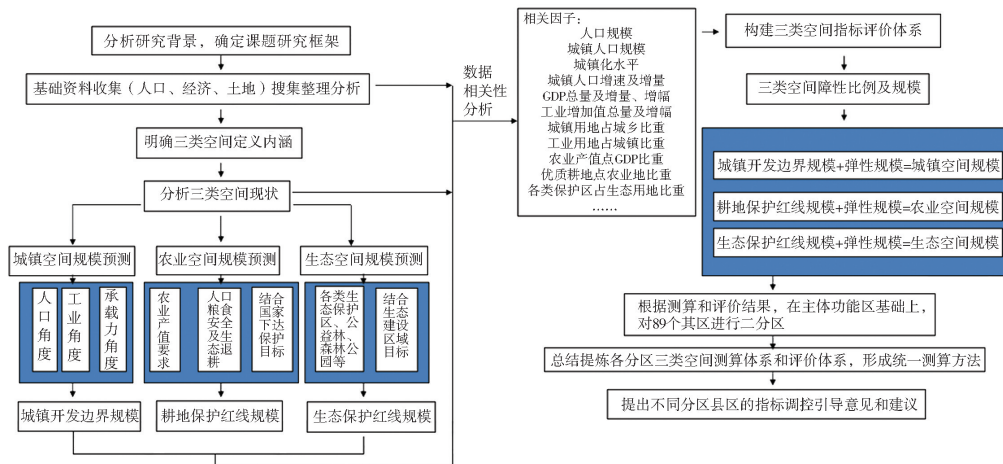 分析研究背景，确定课题研究框架
基础资料收集（人口、经济、土地）搜集整理分析
明确三类空间定义内涵
分析三类空间现状
城镇空间规模预测
农业空间规模预测
生态空间规模预测
人口角度
工业角度
承载力角度
农业产值要求
人口粮食安全及生态退耕
结合国家下达保护目标
各类生态保护区、公益林、森林公园等
结合生态建设区域目标
城镇开发边界规模
耕地保护红线规模
生态保护红线规模
数据
相关性
分析
相关因子：
人口规模
城镇人口规模
城镇化水平
城镇人口增速及增量
GDP总量及增量、增幅
工业增加值总量及增幅
城镇用地占城乡比重
工业用地占城镇比重
农业产值点GDP比重
优质耕地点农业地比重
各类保护区占生态用地比重
……
构建三类空间指标评价体系
三类空间障性比例及规模
城镇开发边界规模+弹性规模=城镇空间规模
耕地保护红线规模+弹性规模=农业空间规模
生态保护红线规模+弹性规模=生态空间规模
根据测算和评价结果，在主体功能区基础上，
对89个其区进行二分区
总结提炼各分区三类空间测算体系和评价体系，形成统一测算方法
提出不同分区县区的指标调控引导意见和建议